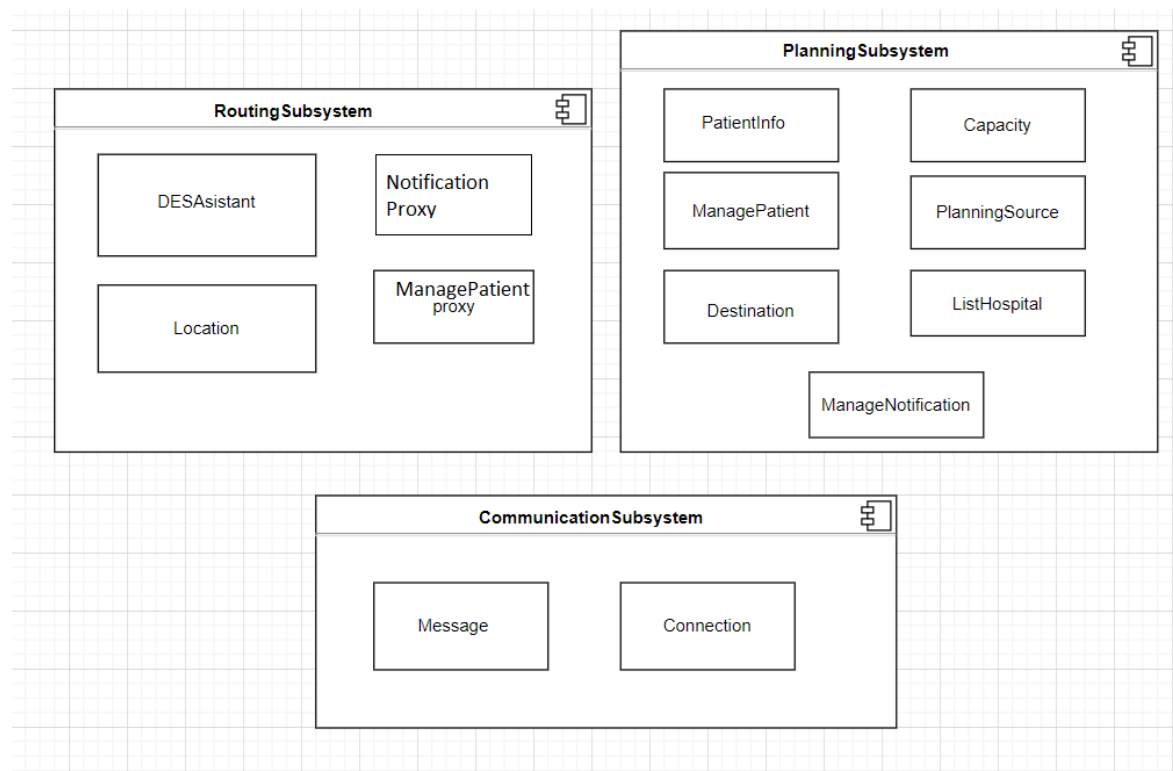 RoutingSubsystem
DESAsistant
Notification
Proxy
Location
ManagePatient
proxy
PlanningSubsystem
PatientInfo
Capacity
ManagePatient
PlanningSource
Destination
ListHospital
ManageNotification
CommunicationSubsystem
Message
Connection